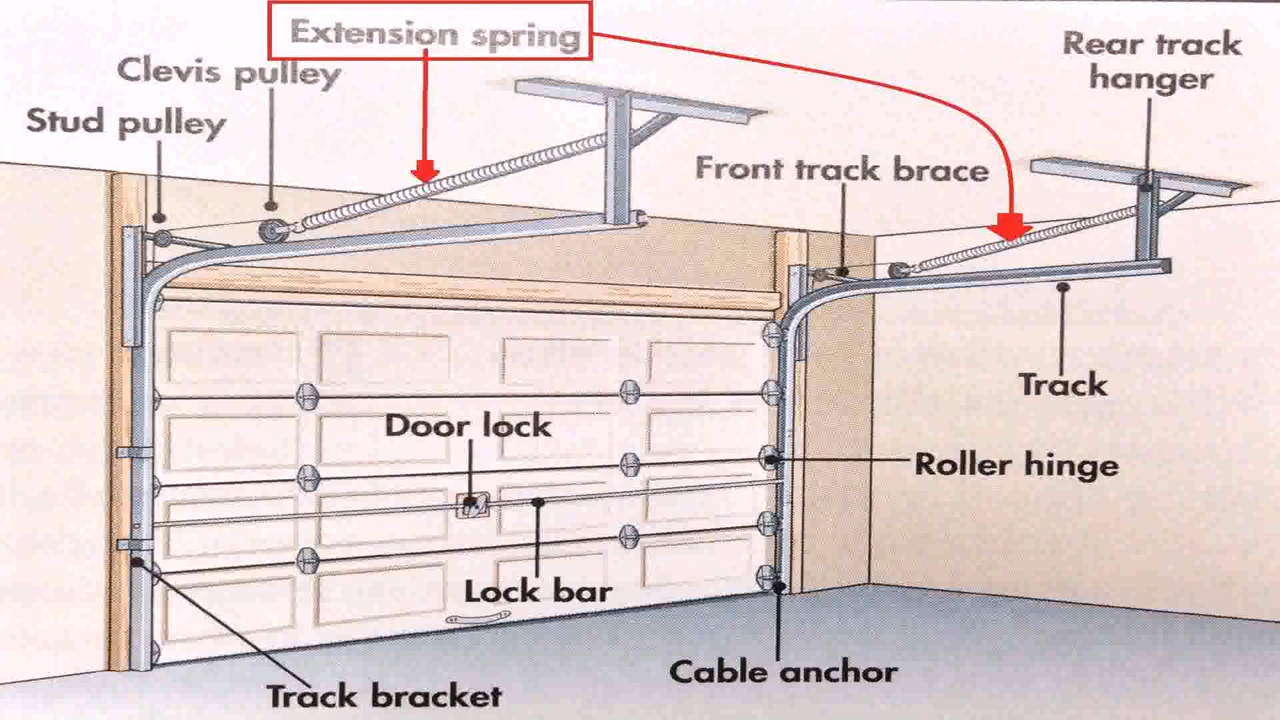 Extension spring
Clevis pulley
Stud pulley
Rear track
hanger
Front track brace
Track
Door lock
Roller hinge
Lock bar
Cable anchor
Track bracket